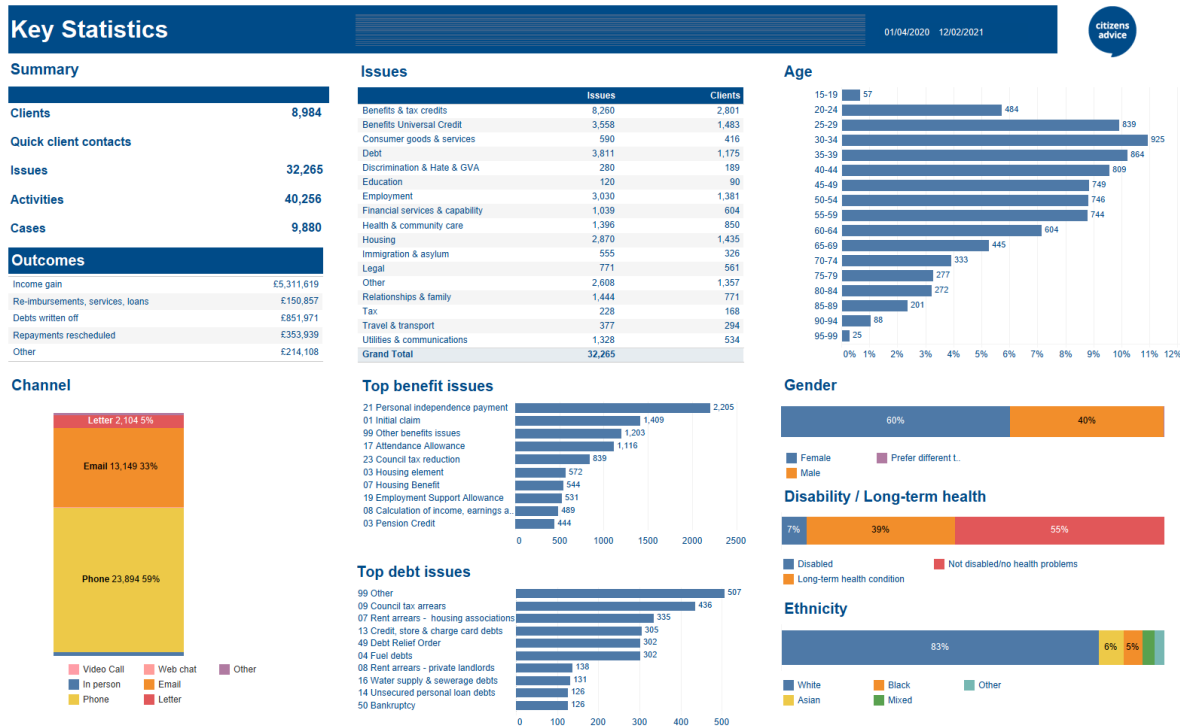 Key Statistics
01/04/2020 12/02/2021
citizens
advice
Summary
Clients 8,984
Quick client contacts
Issues 32,265
Activities 40,256
Cases 9,880
Outcomes
Income gain £5,311,619
Re-imbursements, services, loans £150,857
Debts written off £851,971
Repayments rescheduled £353,939
Other £214,108
Channel
Letter 2,104 5%
Email 13,149 33%
Phone 23,894 59%
Video Call Web chat Other
In person Email
Phone Letter
Issues
Issues Clients
Benefits & tax credits 8,260 2,801
Benefits Universal Credit 3,558 1,483
Consumer goods & services 590 416
Debt 3,811 1,175
Discrimination & Hate & GVA 280 189
Education 120 90
Employment 3,030 1,381
Financial services & capability 1,039 604
Health & community care 1,396 850
Housing 2,870 1,435
Immigration & asylum 555 326
Legal 771 561
Other 2,608 1,357
Relationships & family 1,444 771
Tax 228 168
Travel & transport 377 294
Utilities & communications 1,328 534
Grand Total 32,265
Top benefit issues
21 Personal independence payment 2,205
01 Initial claim 1,409
99 Other benefits issues 1,203
17 Attendance Allowance 1,116
23 Council tax reduction 839
03 Housing element 572
07 Housing Benefit 544
19 Employment Support Allowance 531
08 Calculation of income, earnings a.. 489
03 Pension Credit 444
0 500 1000 1500 2000 2500
Top debt issues
99 Other 507
09 Council tax arrears 436
07 Rent arrears - housing associations 335
13 Credit, store & charge card debts 305
49 Debt Relief Order 302
04 Fuel debts 302
08 Rent arrears - private landlords 138
16 Water supply & sewerage debts 131
14 Unsecured personal loan debts 126
50 Bankruptcy 126
0 100 200 300 400 500
Age
15-19 57
20-24 484
25-29 839
30-34 925
35-39 864
40-44 809
45-49 749
50-54 746
55-59 744
60-64 604
65-69 445
70-74 333
75-79 277
80-84 272
85-89 201
90-94 88
95-99 25
0% 1% 2% 3% 4% 5% 6% 7% 8% 9% 10% 11% 12%
Gender
60% 40%
Female Prefer different t..
Male
Disability / Long-term health
7% 39% 55%
Disabled Not disabled/no health problems
Long-term health condition
Ethnicity
83% 6% 5%
White Black Other
Asian Mixed